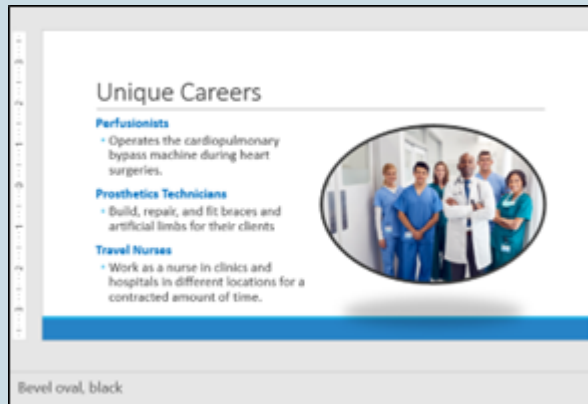 Unique Careers
Perfusionists
• Operates the cardiopulmonary
bypass machine during heart
surgeries.
Prosthetics Technicians
• Build, repair, and fit braces and
artificial limbs for their clients
Travel Nurses
• Work as a nurse in clinics and
hospitals in different locations for a
contracted amount of time.
Bevel oval, black